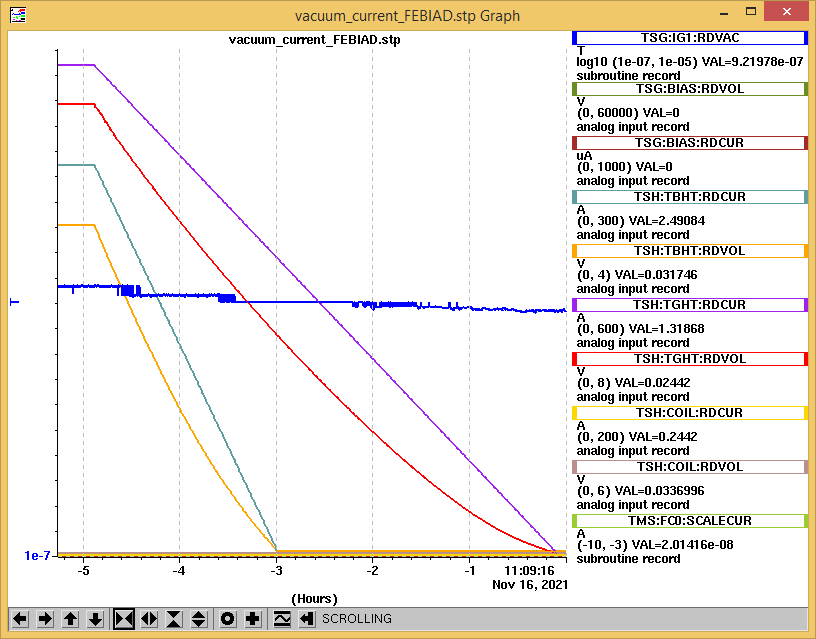 vacuum_current_FEBIAD.stp Graph
vacuum_current_FEBIAD.stp
T
1e-7
-5
-4
-3
-2
-1
11:09:16
Nov 16, 2021
(Hours)
TSG:IG1:RDVAC
T
log10 (1e-07, 1e-05) VAL=9.21978e-07
subroutine record
TSG:BIAS:RDVOL
V
(0, 60000) VAL=0
analog input record
TSG:BIAS:RDCUR
uA
(0, 1000) VAL=0
analog input record
TSH:TBHT:RDCUR
A
(0, 300) VAL=2.49084
analog input record
TSH:TBHT:RDVOL
V
(0, 4) VAL=0.031746
analog input record
TSH:TGHT:RDCUR
A
(0, 600) VAL=1.31868
analog input record
TSH:TGHT:RDVOL
V
(0, 8) VAL=0.02442
analog input record
TSH:COIL:RDCUR
A
(0, 200) VAL=0.2442
analog input record
TSH:COIL:RDVOL
V
(0, 6) VAL=0.0336996
analog input record
TMS:FC0:SCALECUR
A
(-10, -3) VAL=2.01416e-08
subroutine record
SCROLLING